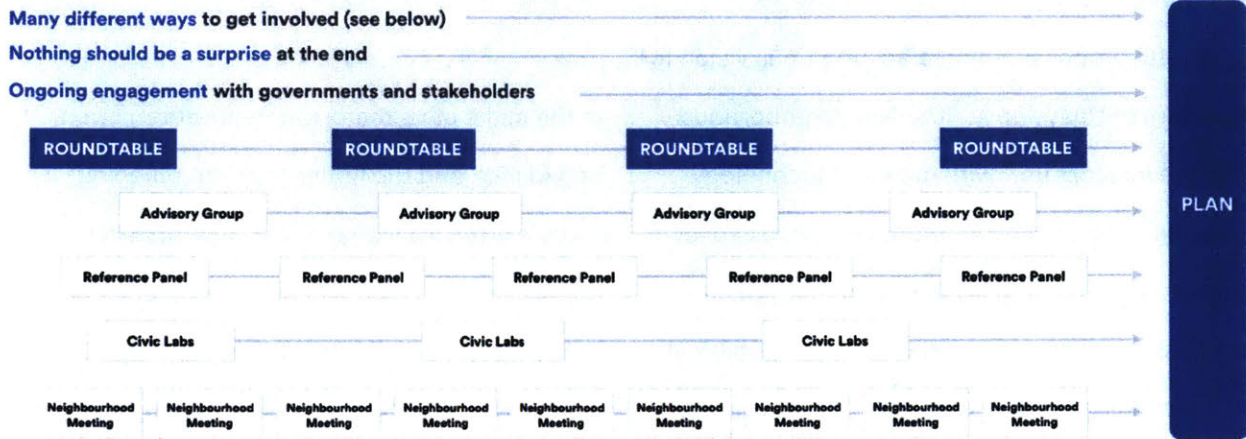 Many different ways to get involved (see below)
Nothing should be a surprise at the end
Ongoing engagement with governments and stakeholders
ROUNDTABLE ROUNDTABLE ROUNDTABLE ROUNDTABLE
Advisory Group Advisory Group Advisory Group Advisory Group
PLAN
Reference Panel Reference Panel Reference Panel Reference Panel Reference Panel
Civic Labs Civic Labs Civic Labs
Neighbourhood Neighbourhood Neighbourhood Neighbourhood Neighbourhood Neighbourhood Neighbourhood Neighbourhood Neighbourhood
Meeting Meeting Meeting Meeting Meeting Meeting Meeting Meeting Meeting